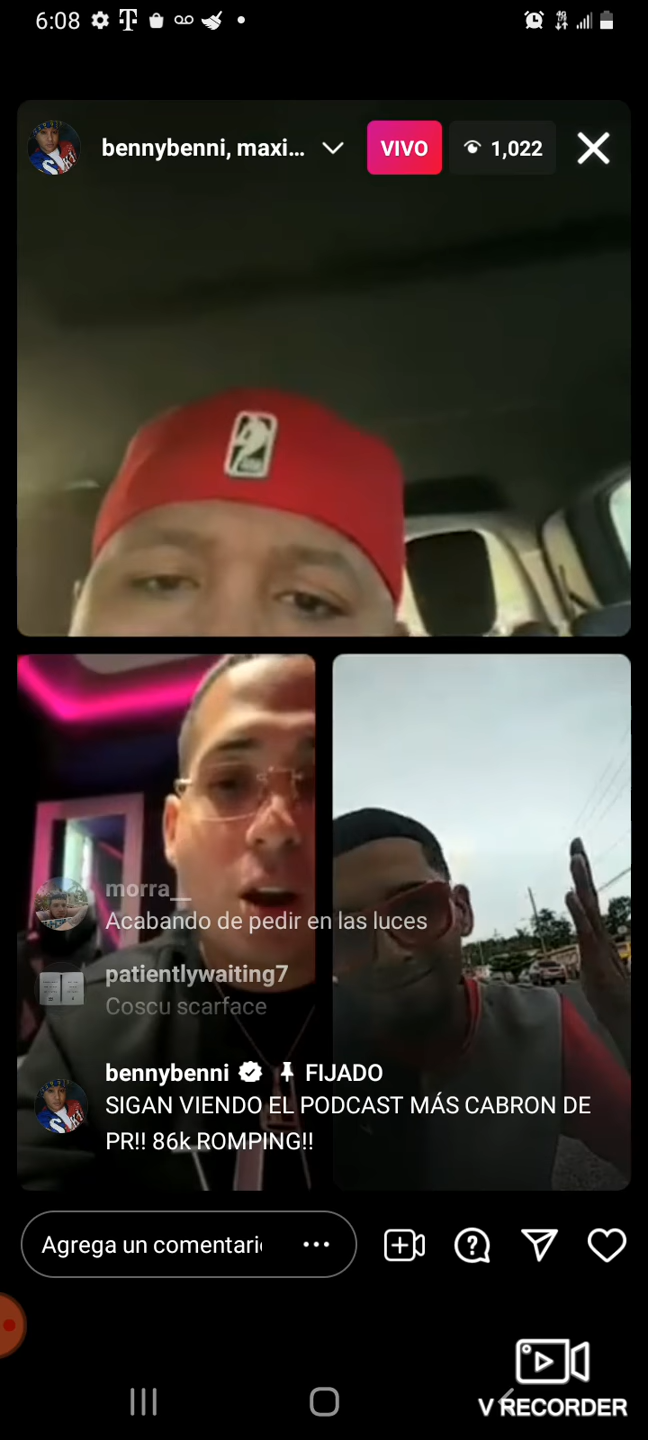 6:08
bennybenni, maxi...
VIVO
1,022
morra__
Acabando de pedir en las luces
patientlywaiting7
Coscu scarface
bennybenni FIJADO
SIGAN VIENDO EL PODCAST MÁS CABRON DE
PR!! 86k ROMPING!!
Agrega un comentari
V RECORDER